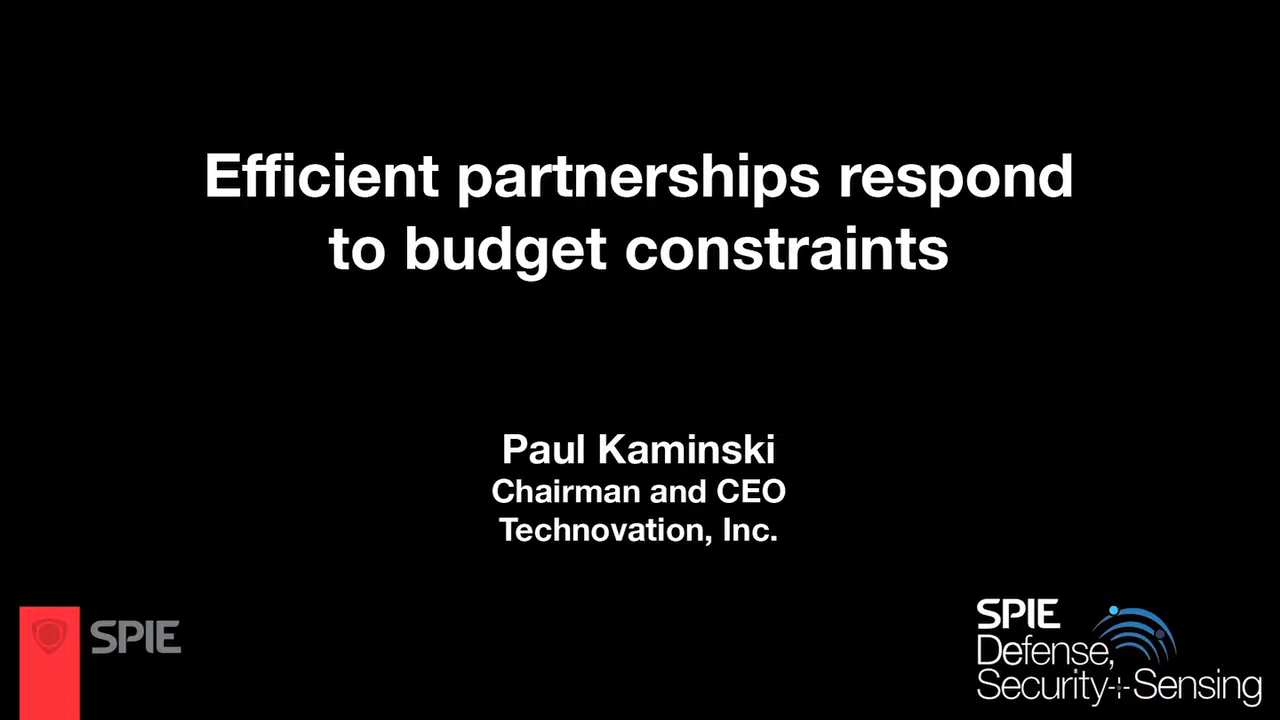 Efficient partnerships respond
to budget constraints
Paul Kaminski
Chairman and CEO
Technovation, Inc.
SPIE
SPIE
Defense,
Security+Sensing